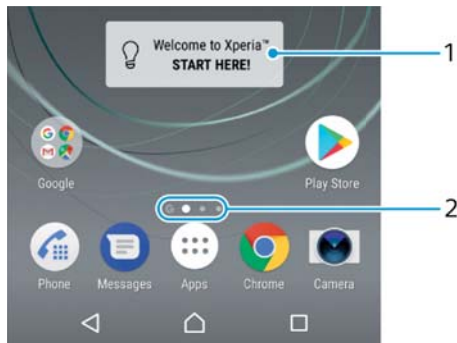 Welcome to Xperia™
START HERE!
1
Google
Play Store
2
Phone
Messages
Apps
Chrome
Camera